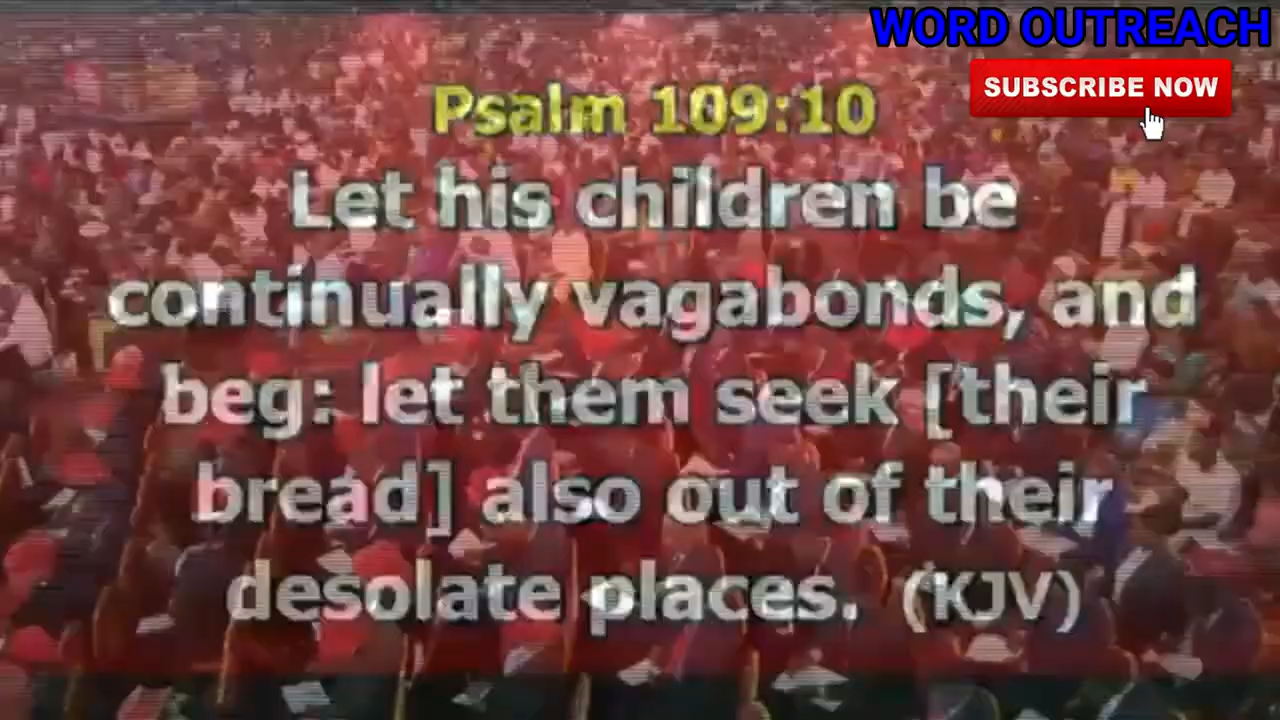 WORD OUTREACH
SUBSCRIBE NOW
Psalm 109:10
Let his children be
continually vagabonds, and
beg: let them seek [their
bread] also out of their
desolate places. (KJV)